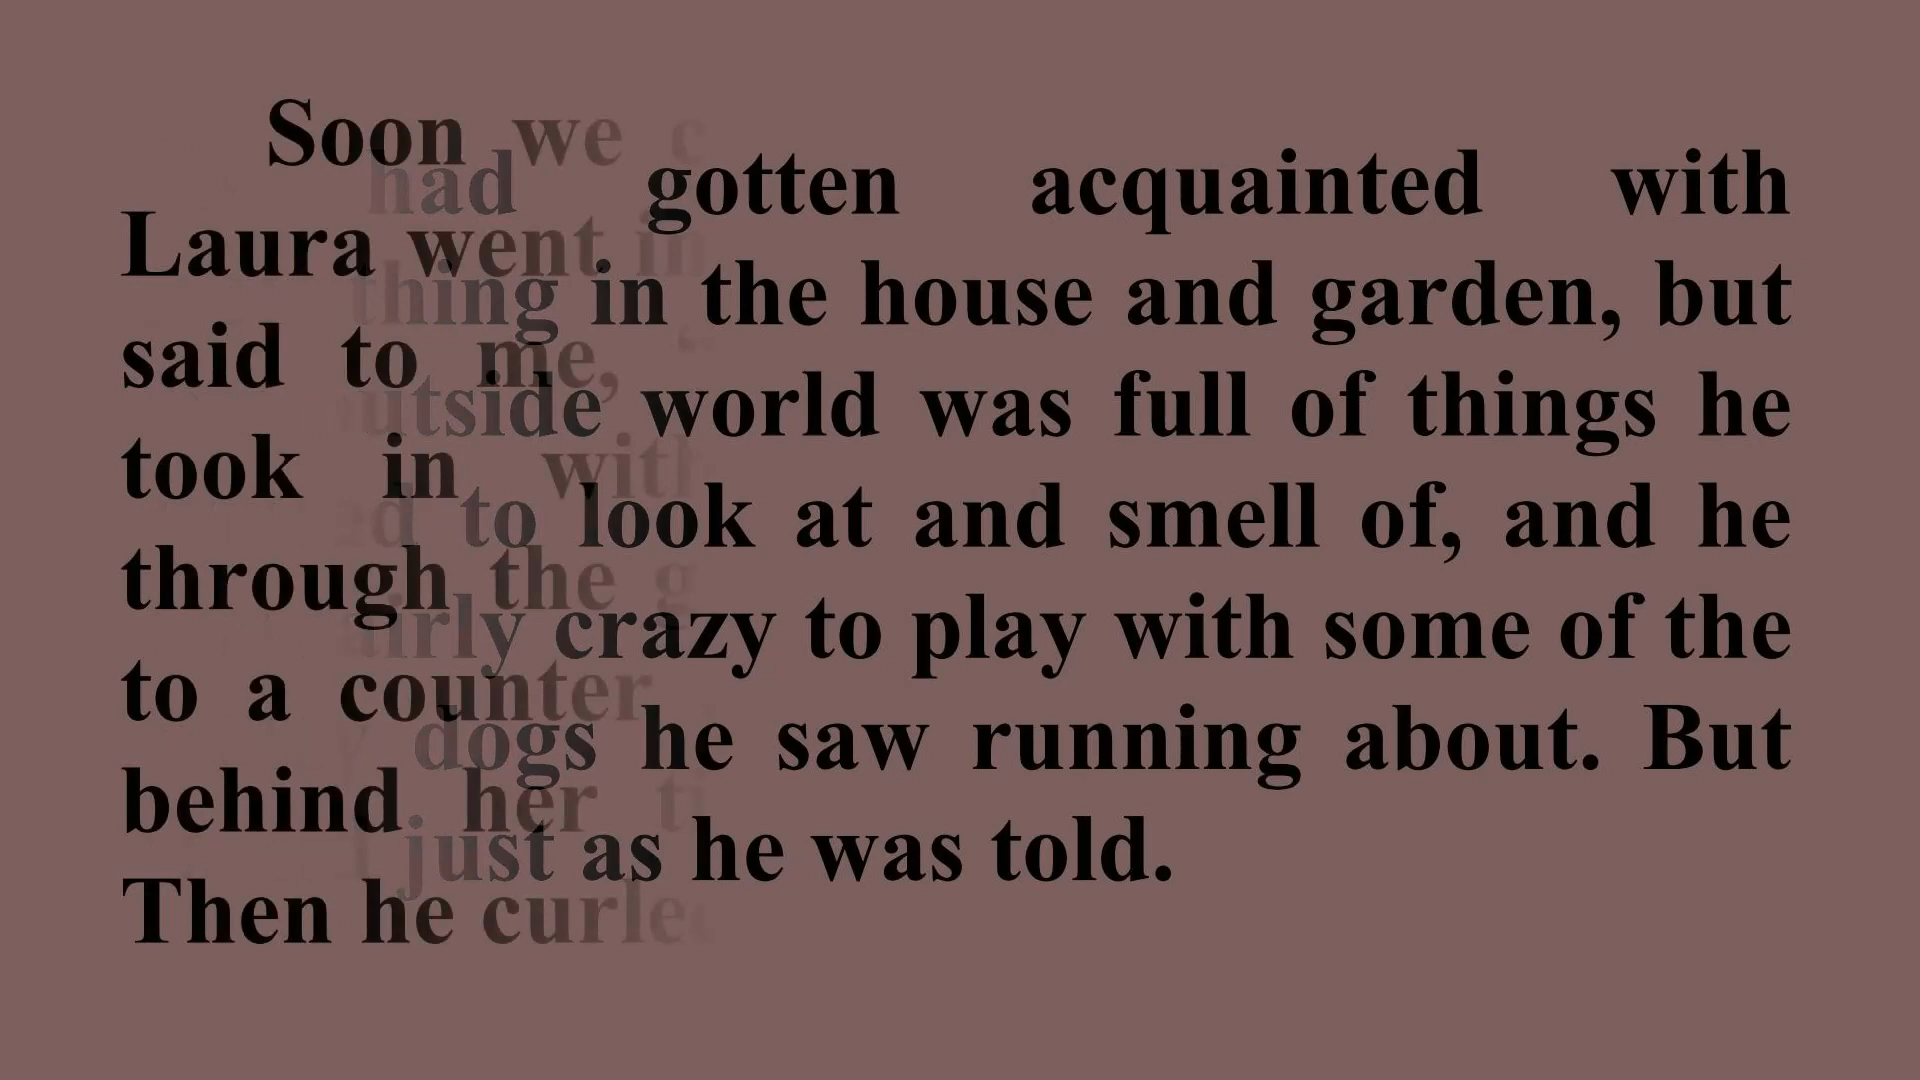 Soon we
had gotten acquainted with
Laura went in
thing in the house and garden, but
said to me,
outside world was full of things he
took in with
to look at and smell of, and he
through the
crazy to play with some of the
to a counter
dogs he saw running about. But
behind her
just as he was told.
Then he curled